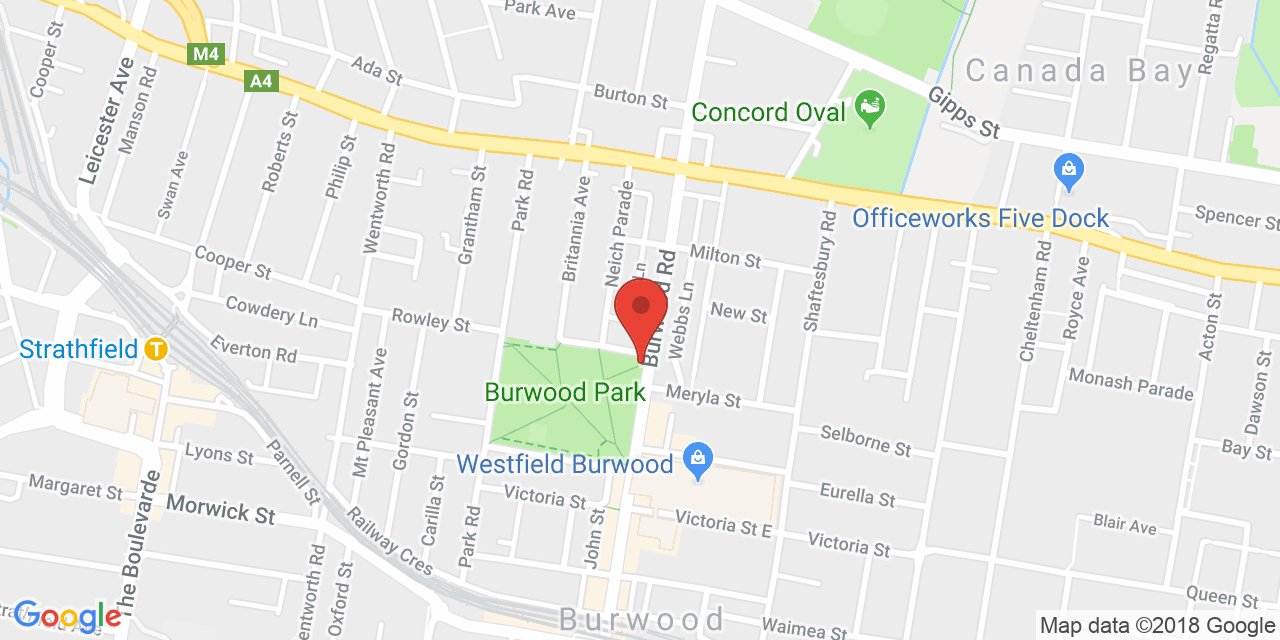 Park Ave
Cooper St
M4
Ada St
A4
Burton St
Canada Bay
Regatta R
Leicester Ave
Manson Rd
Concord Oval
Gipps St
Swan Ave
Roberts St
Philip St
Wentworth Rd
Grantham St
Park Rd
Britannia Ave
Neich Parade
Officeworks Five Dock
Spencer St
Cooper St
Milton St
Shaftesbury Rd
Cheltenham Rd
Royce Ave
Acton St
Ln
Burw d Rd
Webbs Ln
New St
Cowdery Ln
Rowley St
Strathfield
T
Everton Rd
Mt Pleasant Ave
Gordon St
Burwood Park
Meryla St
Monash Parade
Dawson St
Selborne St
Bay St
Lyons St
Parnell St
Westfield Burwood
Margaret St
Morwick St
The Boulevarde
Carilla St
Victoria St
Eurella St
John St
Victoria St E
Blair Ave
Railway Cres
Park Rd
Victoria St
entworth Rd
Oxford St
Queen St
Burwood
Waimea St
Google
Map data ©2018 Google